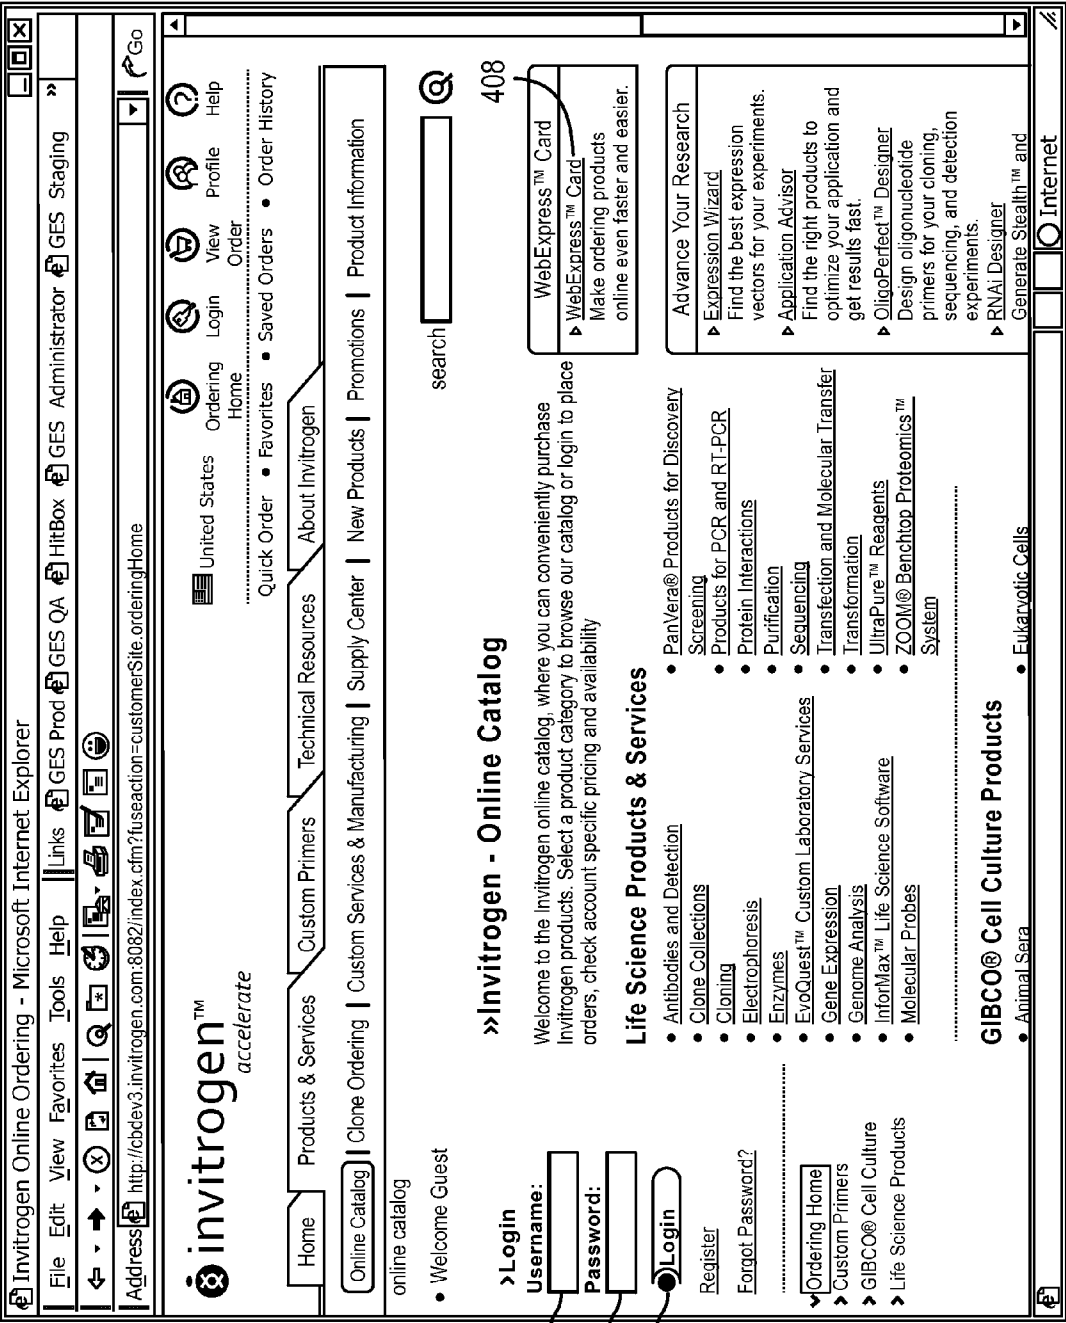 Invitrogen Online Ordering - Microsoft Internet Explorer
File Edit View Favorites Tools Help Links GES Prod GES QA HitBox GES Administrator GES Staging »
Address http://cbdev3.invitrogen.com:8082/index.cfm?fuseaction=customerSite.orderingHome Go
invitrogen™
accelerate
United States
Ordering Home
Login
View Order
Profile
Help
Quick Order • Favorites • Saved Orders • Order History
Home Products & Services Custom Primers Technical Resources About Invitrogen
Online Catalog | Clone Ordering | Custom Services & Manufacturing | Supply Center | New Products | Promotions | Product Information
online catalog
• Welcome Guest
search
408
>Login
Username:
Password:
Login
Register
Forgot Password?
Ordering Home
Custom Primers
GIBCO® Cell Culture
Life Science Products
»Invitrogen - Online Catalog
Welcome to the Invitrogen online catalog, where you can conveniently purchase
Invitrogen products. Select a product category to browse our catalog or login to place
orders, check account specific pricing and availability
Life Science Products & Services
• Antibodies and Detection
• Clone Collections
• Cloning
• Electrophoresis
• Enzymes
• EvoQuest™ Custom Laboratory Services
• Gene Expression
• Genome Analysis
• InforMax™ Life Science Software
• Molecular Probes
• PanVera® Products for Discovery
Screening
• Products for PCR and RT-PCR
• Protein Interactions
• Purification
• Sequencing
• Transfection and Molecular Transfer
• Transformation
• UltraPure™ Reagents
• ZOOM® Benchtop Proteomics™
System
GIBCO® Cell Culture Products
• Animal Sera
• Eukaryotic Cells
WebExpress™ Card
WebExpress™ Card
Make ordering products
online even faster and easier.
Advance Your Research
Expression Wizard
Find the best expression
vectors for your experiments.
Application Advisor
Find the right products to
optimize your application and
get results fast.
OligoPerfect™ Designer
Design oligonucleotide
primers for your cloning,
sequencing, and detection
experiments.
RNAi Designer
Generate Stealth™ and
Internet